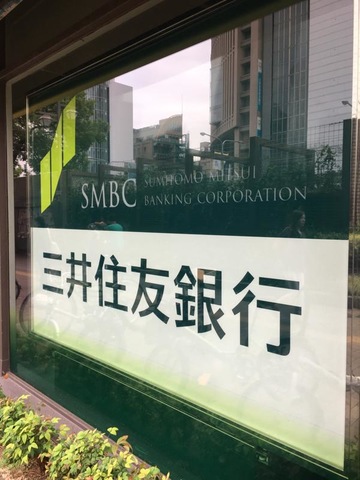 SMBC
SUMITOMO MITSUI
BANKING CORPORATION
三井住友銀行